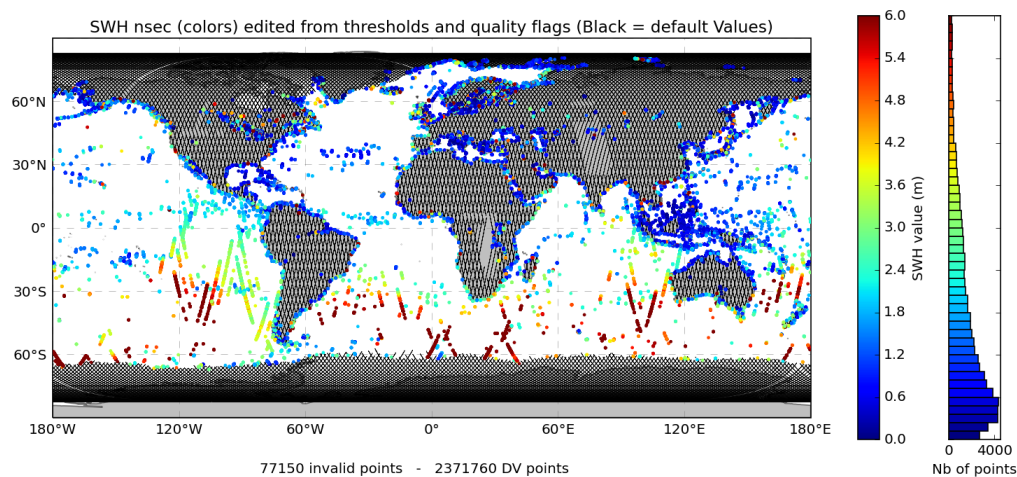 SWH nsec (colors) edited from thresholds and quality flags (Black = default Values)
60°N
30°N
0°
30°S
60°S
180°W
120°W
60°W
0°
60°E
120°E
180°E
77150 invalid points - 2371760 DV points
6.0
5.4
4.8
4.2
3.6
3.0
2.4
1.8
1.2
0.6
0.0
SWH value (m)
0
4000
Nb of points